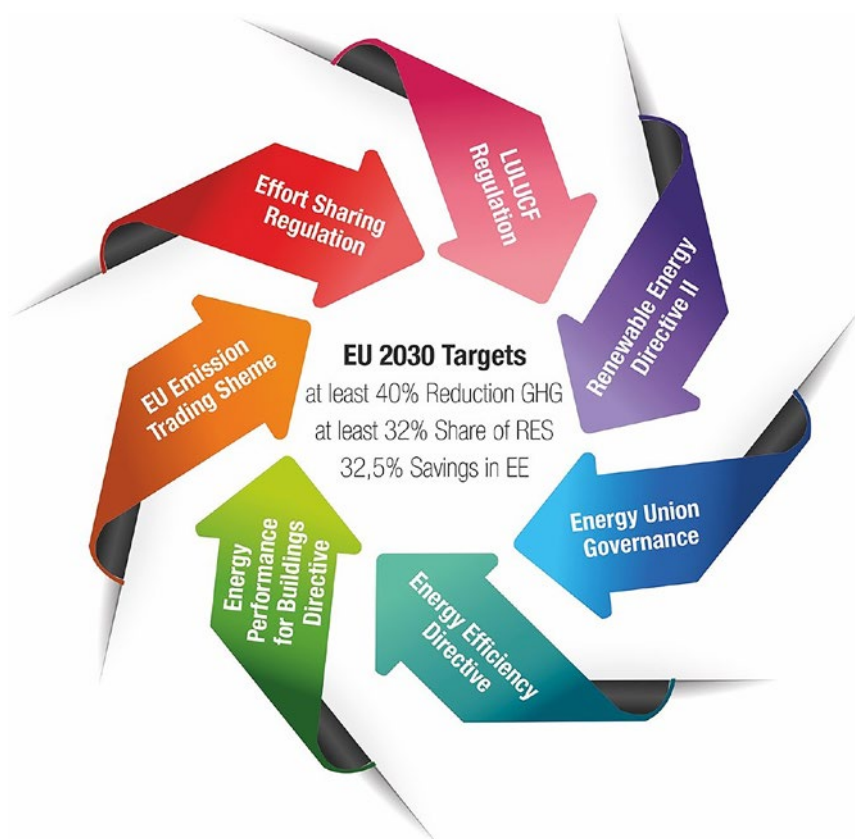 LULUCF
Regulation
Effort Sharing
Regulation
Renewable Energy
Directive II
EU Emission
Trading Sheme
EU 2030 Targets
at least 40% Reduction GHG
at least 32% Share of RES
32,5% Savings in EE
Energy Union
Governance
Energy
Performance
for Buildings
Directive
Energy Efficiency
Directive